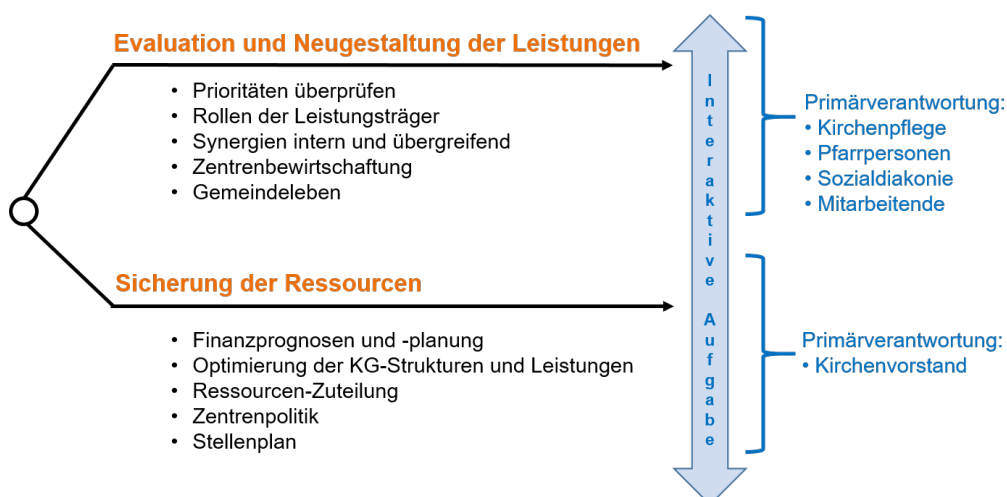 Evaluation und Neugestaltung der Leistungen
• Prioritäten überprüfen
• Rollen der Leistungsträger
• Synergien intern und übergreifend
• Zentrenbewirtschaftung
• Gemeindeleben
Sicherung der Ressourcen
• Finanzprognosen und -planung
• Optimierung der KG-Strukturen und Leistungen
• Ressourcen-Zuteilung
• Zentrenpolitik
• Stellenplan
Interaktive Aufgabe
Primärverantwortung:
• Kirchenpflege
• Pfarrpersonen
• Sozialdiakonie
• Mitarbeitende
Primärverantwortung:
• Kirchenvorstand